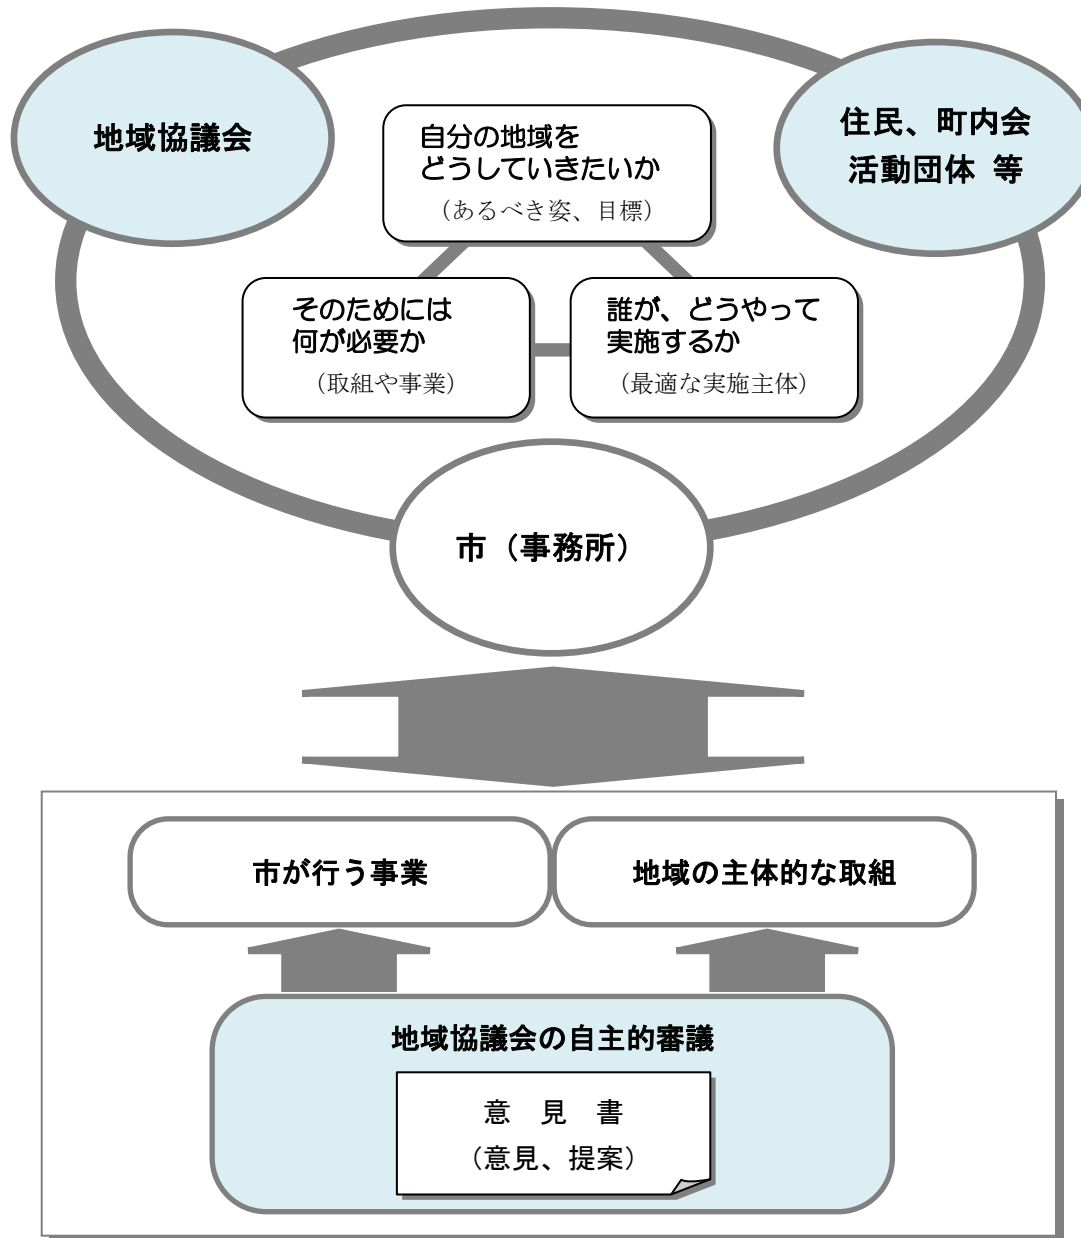 地域協議会
住民、町内会
活動団体 等
自分の地域を
どうしていきたいか
（あるべき姿、目標）
そのためには
何が必要か
（取組や事業）
誰が、どうやって
実施するか
（最適な実施主体）
市（事務所）
市が行う事業
地域の主体的な取組
地域協議会の自主的審議
意　見　書
（意見、提案）